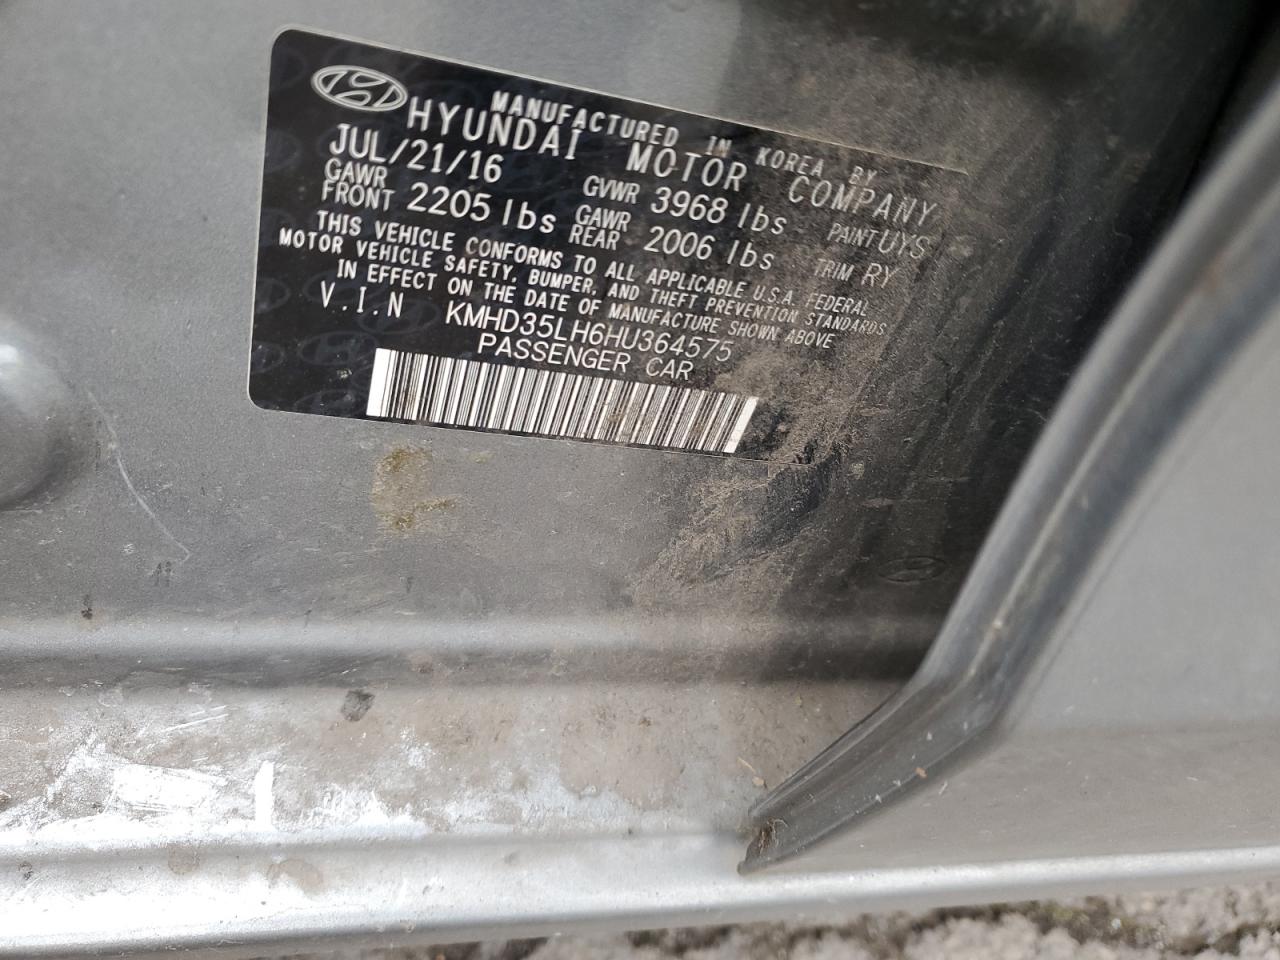 MANUFACTURED IN KOREA BY
HYUNDAI MOTOR COMPANY
JUL/21/16 GVWR 3968 lbs PAINT UYS
GAWR FRONT 2205 lbs GAWR REAR 2006 lbs TRIM RY
THIS VEHICLE CONFORMS TO ALL APPLICABLE U.S.A. FEDERAL
MOTOR VEHICLE SAFETY, BUMPER, AND THEFT PREVENTION STANDARDS
IN EFFECT ON THE DATE OF MANUFACTURE SHOWN ABOVE
V.I.N KMHD35LH6HU364575
PASSENGER CAR